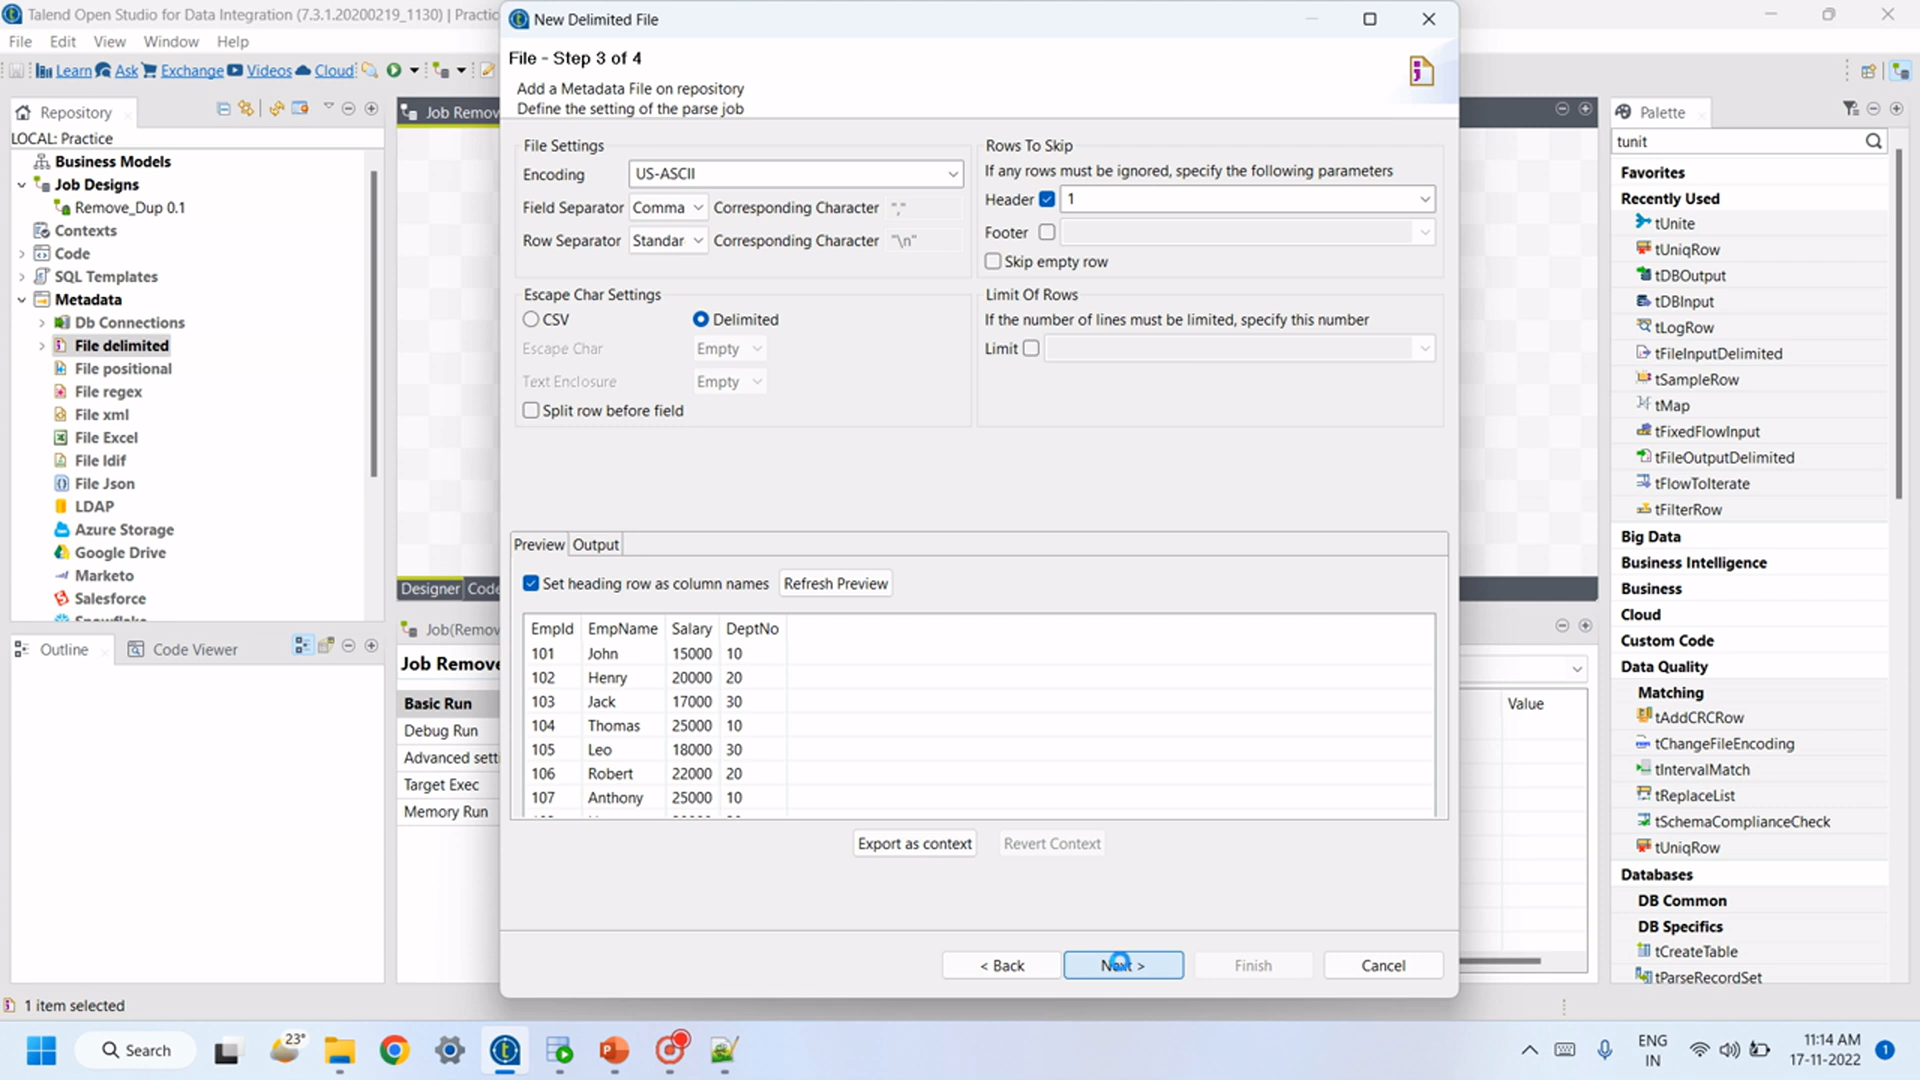 Talend Open Studio for Data Integration (7.3.1.20200219_1130) | Practic
File Edit View Window Help
Learn Ask Exchange Videos Cloud
Repository
LOCAL: Practice
Business Models
Job Designs
Remove_Dup 0.1
Contexts
Code
SQL Templates
Metadata
Db Connections
File delimited
File positional
File regex
File xml
File Excel
File ldif
File Json
LDAP
Azure Storage
Google Drive
Marketo
Salesforce
Outline Code Viewer
1 item selected
Job Remov
Designer Code
Job(Remov
Job Remove
Basic Run
Debug Run
Advanced sett
Target Exec
Memory Run
New Delimited File
File - Step 3 of 4
Add a Metadata File on repository
Define the setting of the parse job
File Settings
Encoding US-ASCII
Field Separator Comma Corresponding Character ","
Row Separator Standar Corresponding Character "\n"
Rows To Skip
If any rows must be ignored, specify the following parameters
Header 1
Footer
Skip empty row
Escape Char Settings
CSV Delimited
Escape Char Empty
Text Enclosure Empty
Split row before field
Limit Of Rows
If the number of lines must be limited, specify this number
Limit
Preview Output
Set heading row as column names Refresh Preview
EmpId EmpName Salary DeptNo
101 John 15000 10
102 Henry 20000 20
103 Jack 17000 30
104 Thomas 25000 10
105 Leo 18000 30
106 Robert 22000 20
107 Anthony 25000 10
Export as context Revert Context
< Back Next > Finish Cancel
Value
Palette
tunit
Favorites
Recently Used
tUnite
tUniqRow
tDBOutput
tDBInput
tLogRow
tFileInputDelimited
tSampleRow
tMap
tFixedFlowInput
tFileOutputDelimited
tFlowToIterate
tFilterRow
Big Data
Business Intelligence
Business
Cloud
Custom Code
Data Quality
Matching
tAddCRCRow
tChangeFileEncoding
tIntervalMatch
tReplaceList
tSchemaComplianceCheck
tUniqRow
Databases
DB Common
DB Specifics
tCreateTable
tParseRecordSet
Search
23°
ENG
IN
11:14 AM
17-11-2022
1